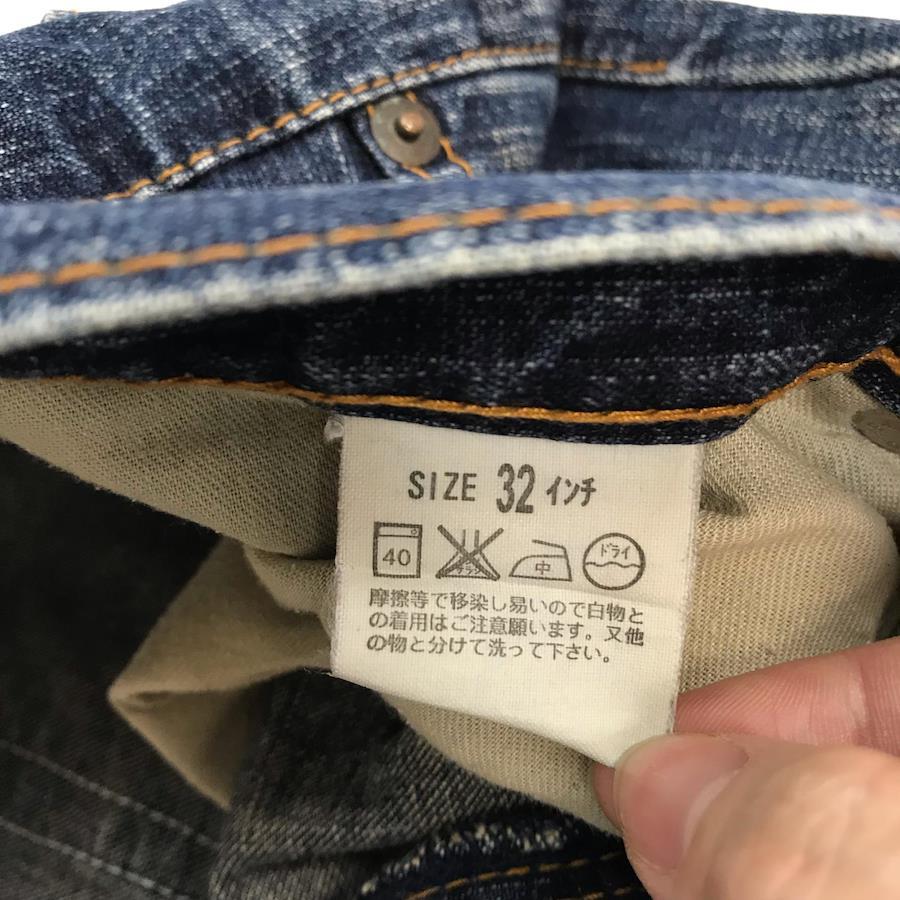 SIZE 32 インチ
40 中 ドライ
摩擦等で移染し易いので白物と
の着用はご注意願います。又他
の物と分けて洗って下さい。